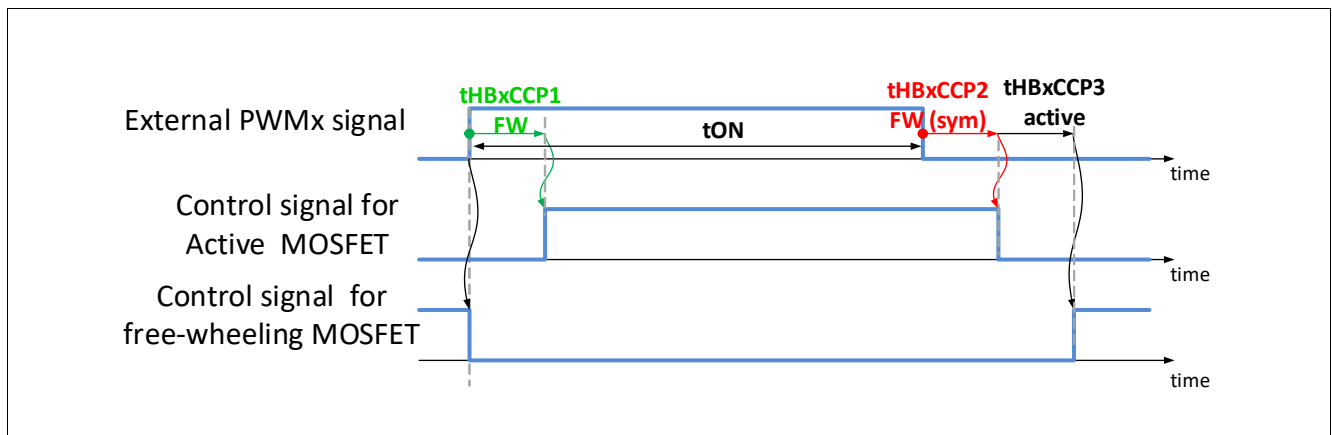 External PWMx signal
tHBxCCP1
FW
tON
tHBxCCP2
FW (sym)
tHBxCCP3
active
time
Control signal for
Active MOSFET
time
Control signal for
free-wheeling MOSFET
time